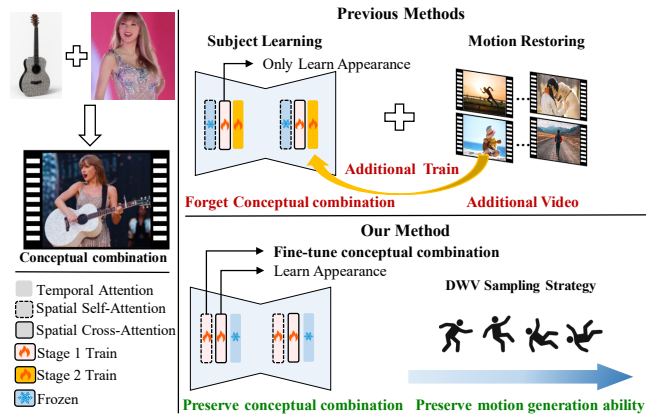 Previous Methods
Subject Learning
Motion Restoring
Only Learn Appearance
Additional Train
Forget Conceptual combination
Additional Video
Conceptual combination
Temporal Attention
Spatial Self-Attention
Spatial Cross-Attention
Stage 1 Train
Stage 2 Train
Frozen
Our Method
Fine-tune conceptual combination
Learn Appearance
DWV Sampling Strategy
Preserve conceptual combination
Preserve motion generation ability